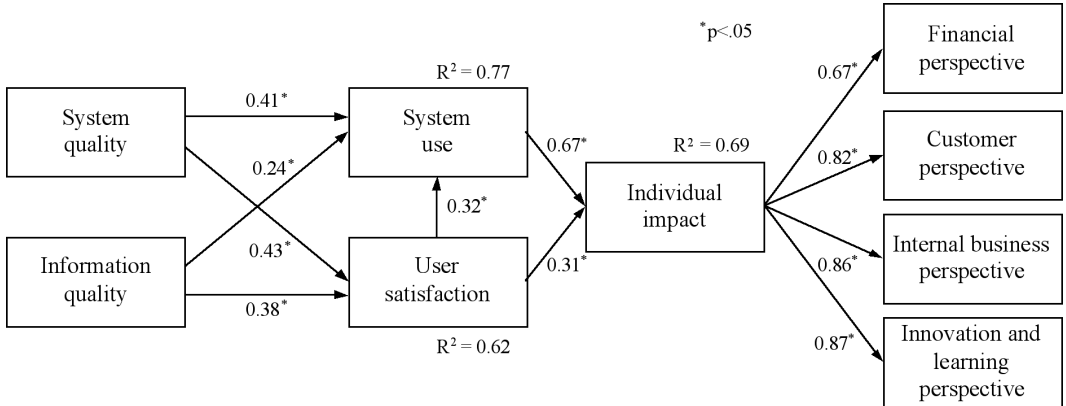 *p<.05
Financial
perspective
R² = 0.77
0.67*
System
quality
0.41*
System
use
Customer
perspective
0.67*
R² = 0.69
0.82*
0.24*
Individual
impact
0.32*
Information
quality
0.43*
User
satisfaction
0.31*
Internal business
perspective
0.86*
0.38*
R² = 0.62
0.87*
Innovation and
learning
perspective